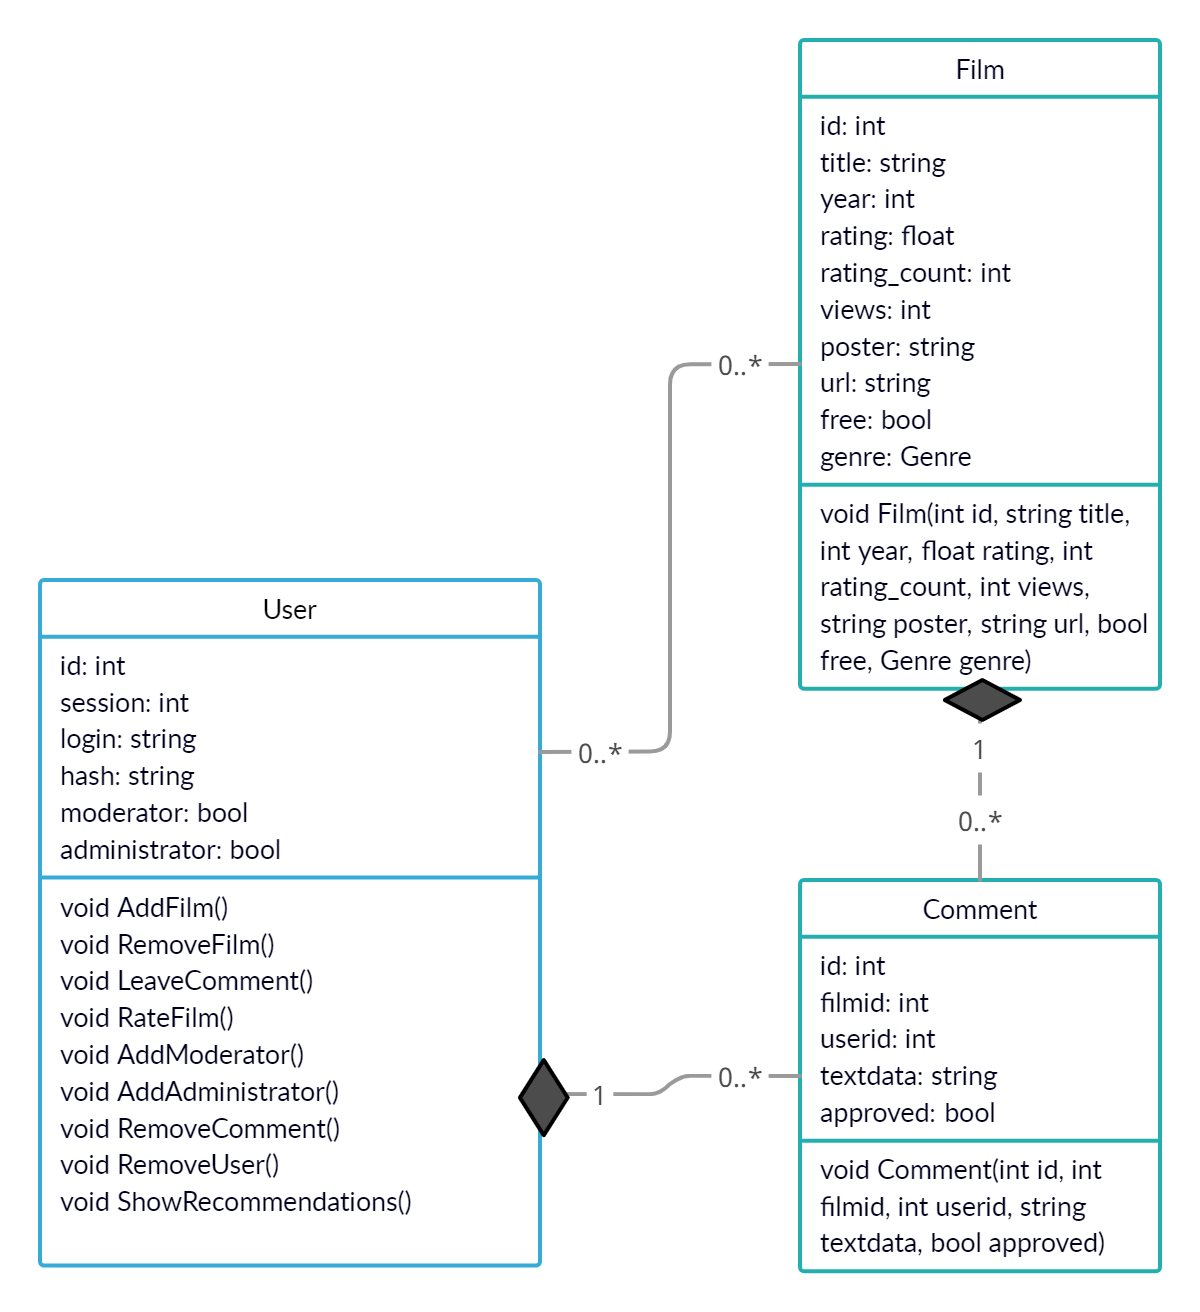 Film
id: int
title: string
year: int
rating: float
rating_count: int
views: int
poster: string
url: string
free: bool
genre: Genre
void Film(int id, string title,
int year, float rating, int
rating_count, int views,
string poster, string url, bool
free, Genre genre)
0..*
0..*
1
0..*
User
id: int
session: int
login: string
hash: string
moderator: bool
administrator: bool
void AddFilm()
void RemoveFilm()
void LeaveComment()
void RateFilm()
void AddModerator()
void AddAdministrator()
void RemoveComment()
void RemoveUser()
void ShowRecommendations()
1
0..*
Comment
id: int
filmid: int
userid: int
textdata: string
approved: bool
void Comment(int id, int
filmid, int userid, string
textdata, bool approved)